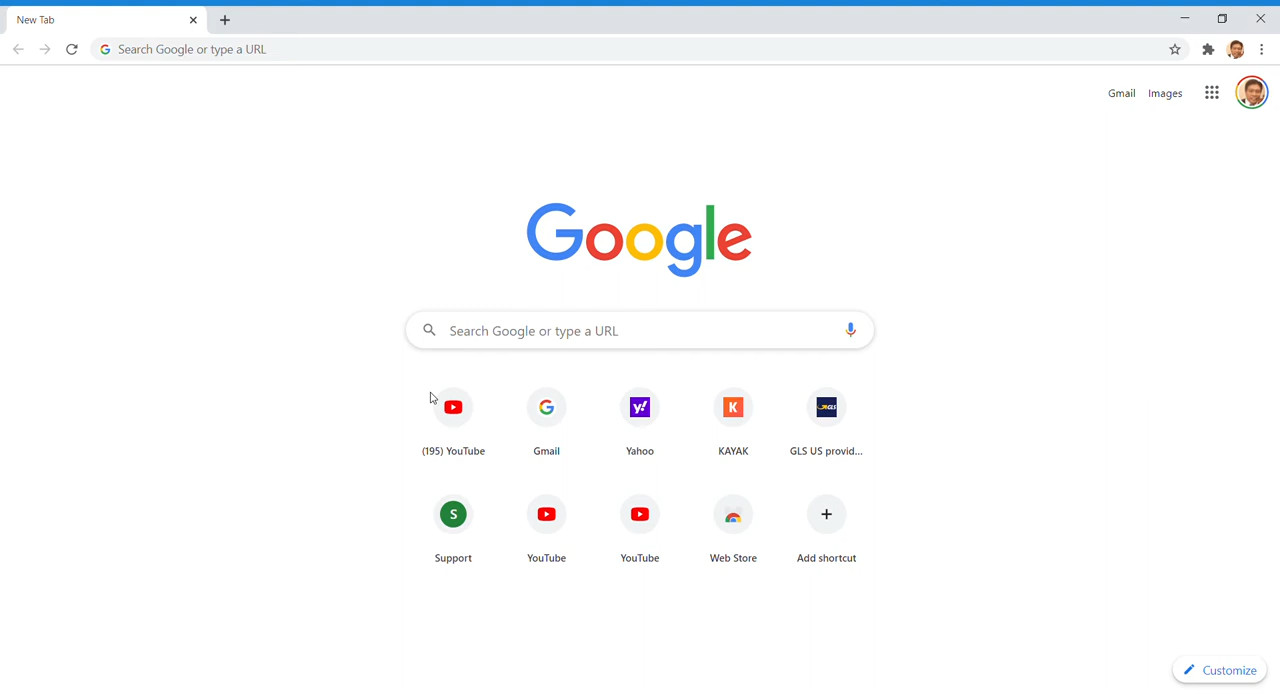 New Tab
Search Google or type a URL
Gmail Images
Google
Search Google or type a URL
(195) YouTube Gmail Yahoo KAYAK GLS US provid...
Support YouTube YouTube Web Store Add shortcut
Customize